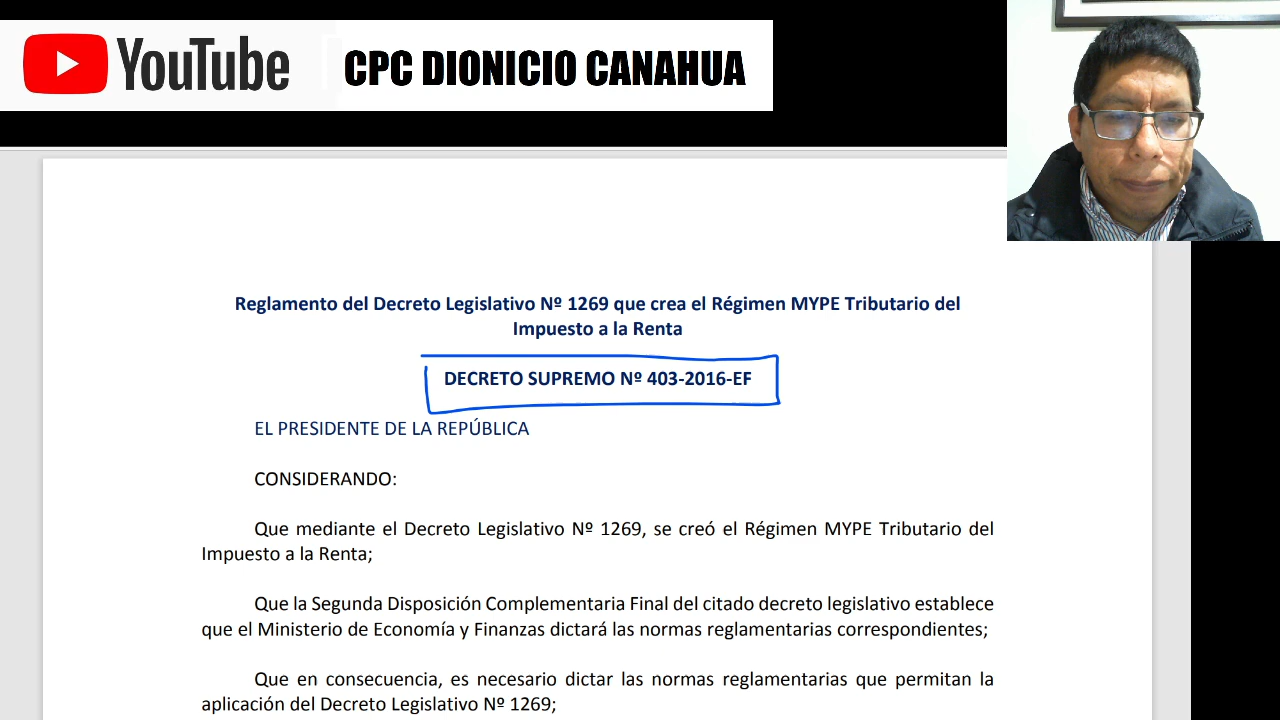 YouTube CPC DIONICIO CANAHUA
Reglamento del Decreto Legislativo Nº 1269 que crea el Régimen MYPE Tributario del
Impuesto a la Renta
DECRETO SUPREMO Nº 403-2016-EF
EL PRESIDENTE DE LA REPÚBLICA
CONSIDERANDO:
Que mediante el Decreto Legislativo Nº 1269, se creó el Régimen MYPE Tributario del
Impuesto a la Renta;
Que la Segunda Disposición Complementaria Final del citado decreto legislativo establece
que el Ministerio de Economía y Finanzas dictará las normas reglamentarias correspondientes;
Que en consecuencia, es necesario dictar las normas reglamentarias que permitan la
aplicación del Decreto Legislativo Nº 1269;